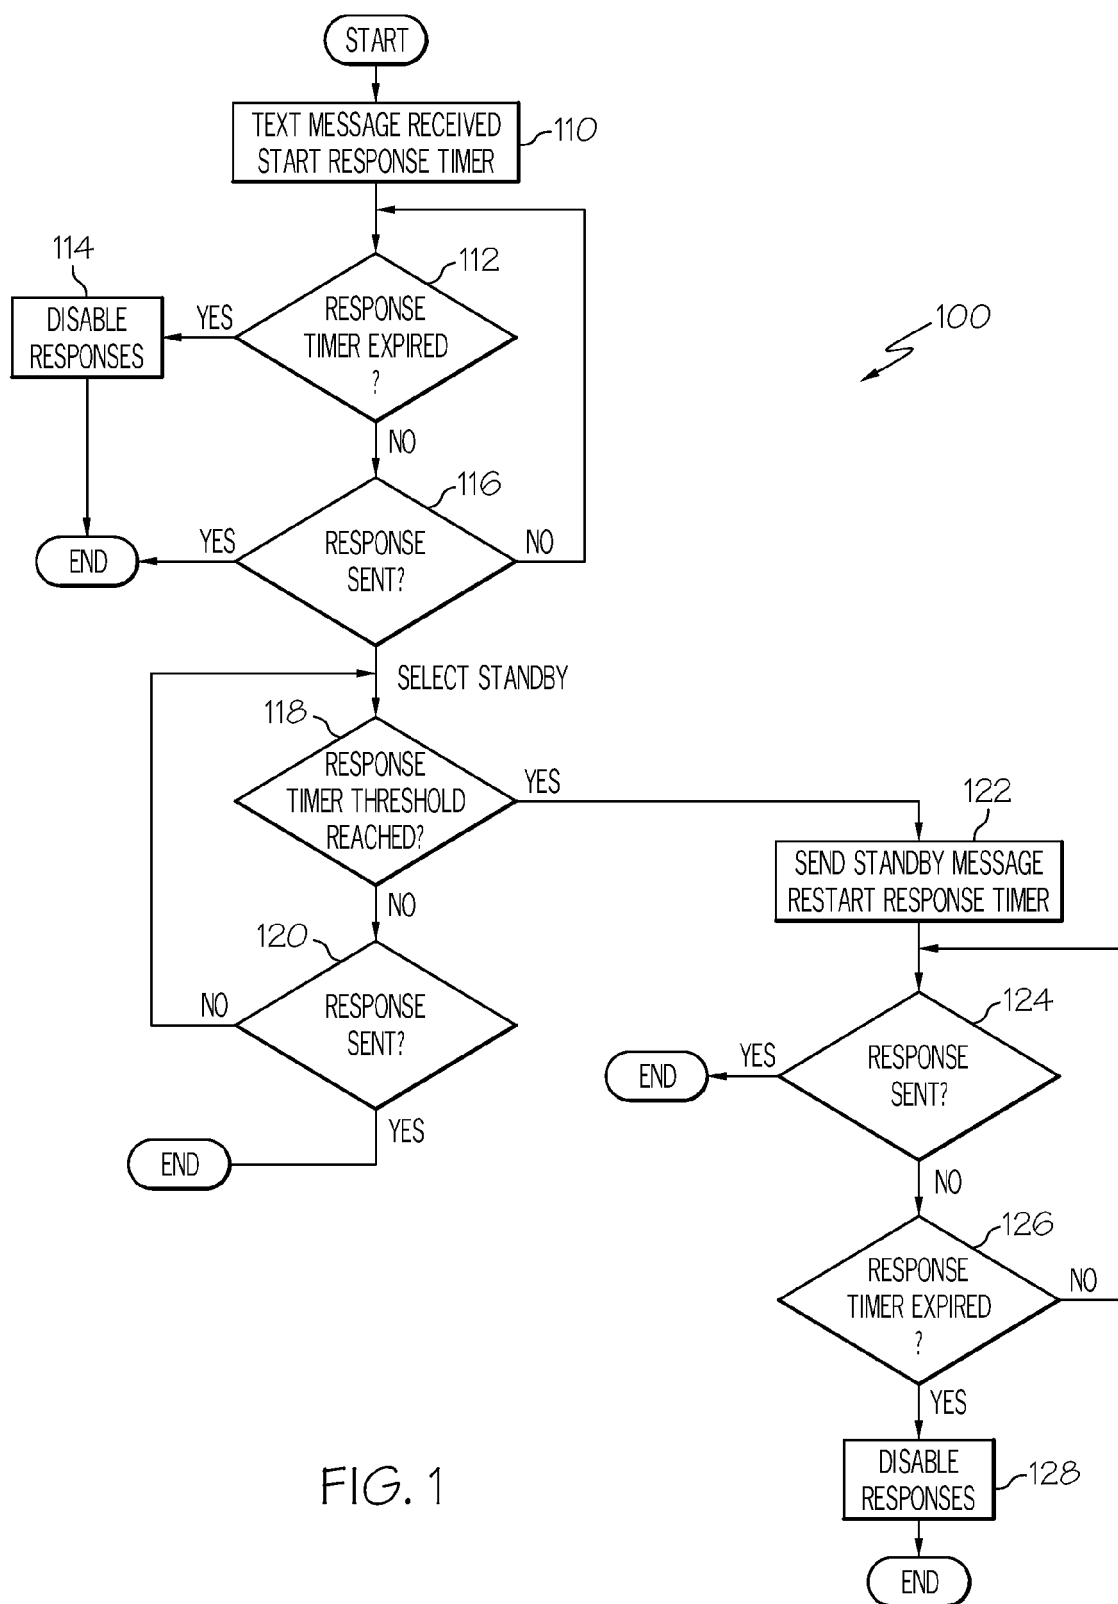 START
TEXT MESSAGE RECEIVED
START RESPONSE TIMER
110
114
112
DISABLE
RESPONSES
YES
RESPONSE
TIMER EXPIRED
?
100
NO
116
END
YES
RESPONSE
SENT?
NO
SELECT STANDBY
118
RESPONSE
TIMER THRESHOLD
REACHED?
YES
122
SEND STANDBY MESSAGE
RESTART RESPONSE TIMER
NO
120
NO
RESPONSE
SENT?
124
END
YES
RESPONSE
SENT?
YES
END
NO
126
RESPONSE
TIMER EXPIRED
?
NO
YES
DISABLE
RESPONSES
128
END
FIG. 1